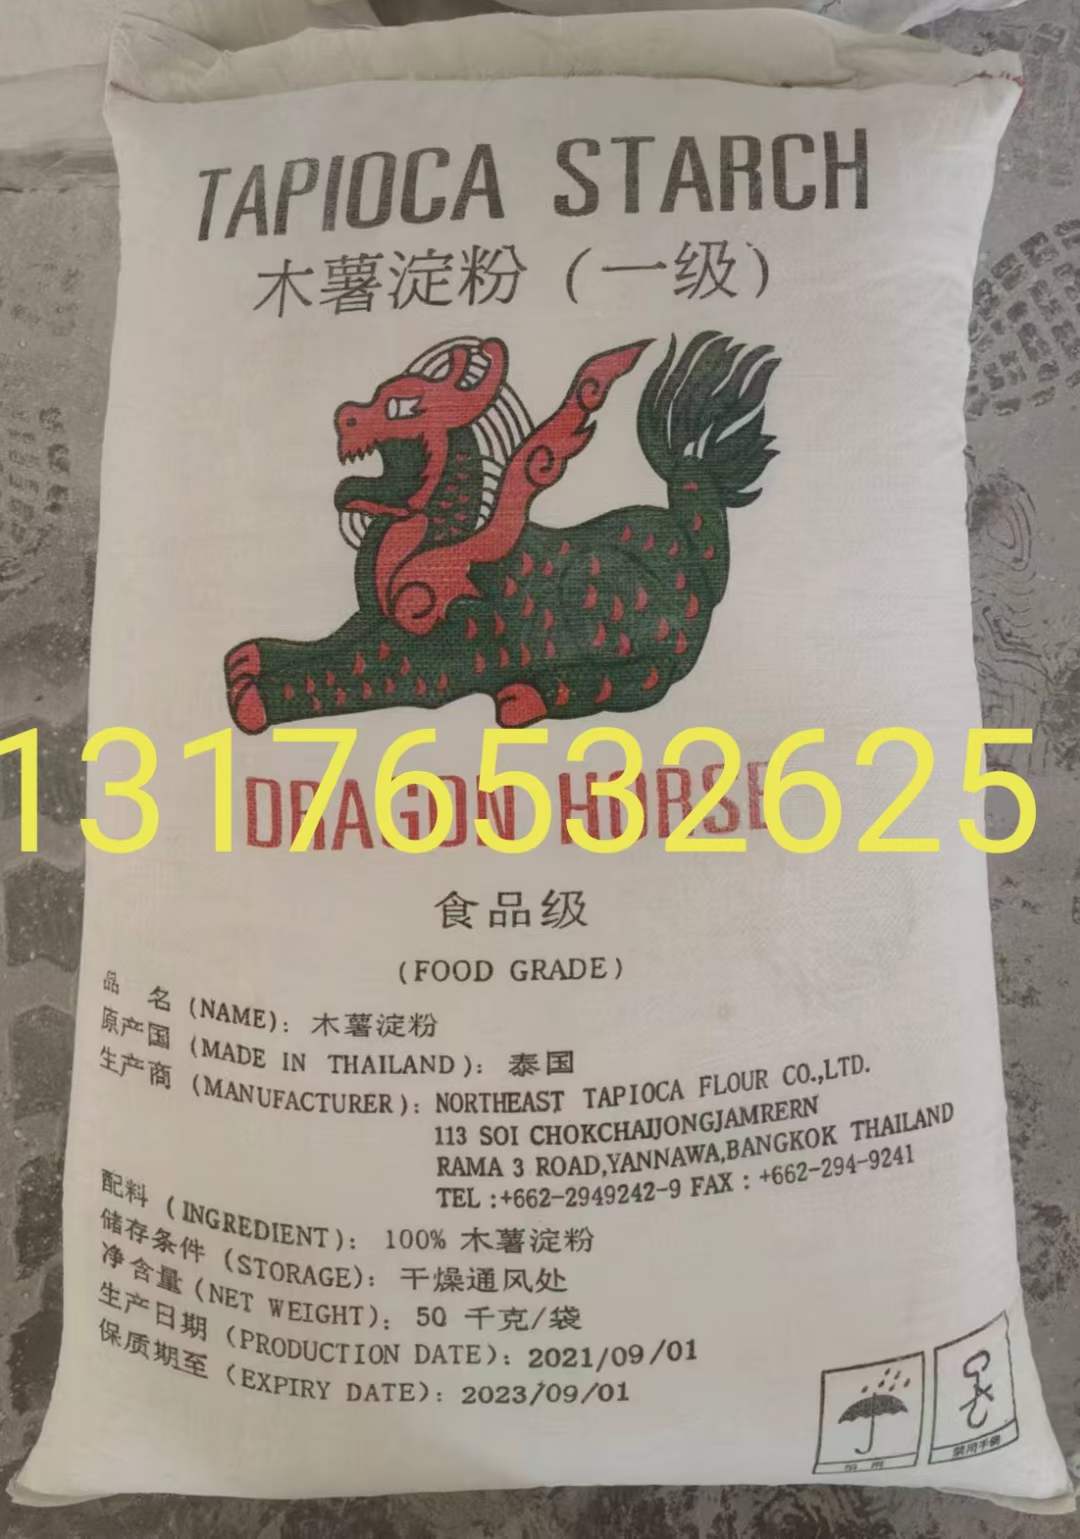 TAPIOCA STARCH
木薯淀粉（一级）
13176532625
DRAGON HORSE
食品级
(FOOD GRADE)
品 名 (NAME): 木薯淀粉
原产国 (MADE IN THAILAND): 泰国
生产商 (MANUFACTURER): NORTHEAST TAPIOCA FLOUR CO.,LTD.
113 SOI CHOKCHAIJONGJAMRERN
RAMA 3 ROAD,YANNAWA,BANGKOK THAILAND
TEL :+662-2949242-9 FAX : +662-294-9241
配料 (INGREDIENT): 100% 木薯淀粉
储存条件 (STORAGE): 干燥通风处
净含量 (NET WEIGHT): 50 千克/袋
生产日期 (PRODUCTION DATE): 2021/09/01
保质期至 (EXPIRY DATE): 2023/09/01
禁用手钩